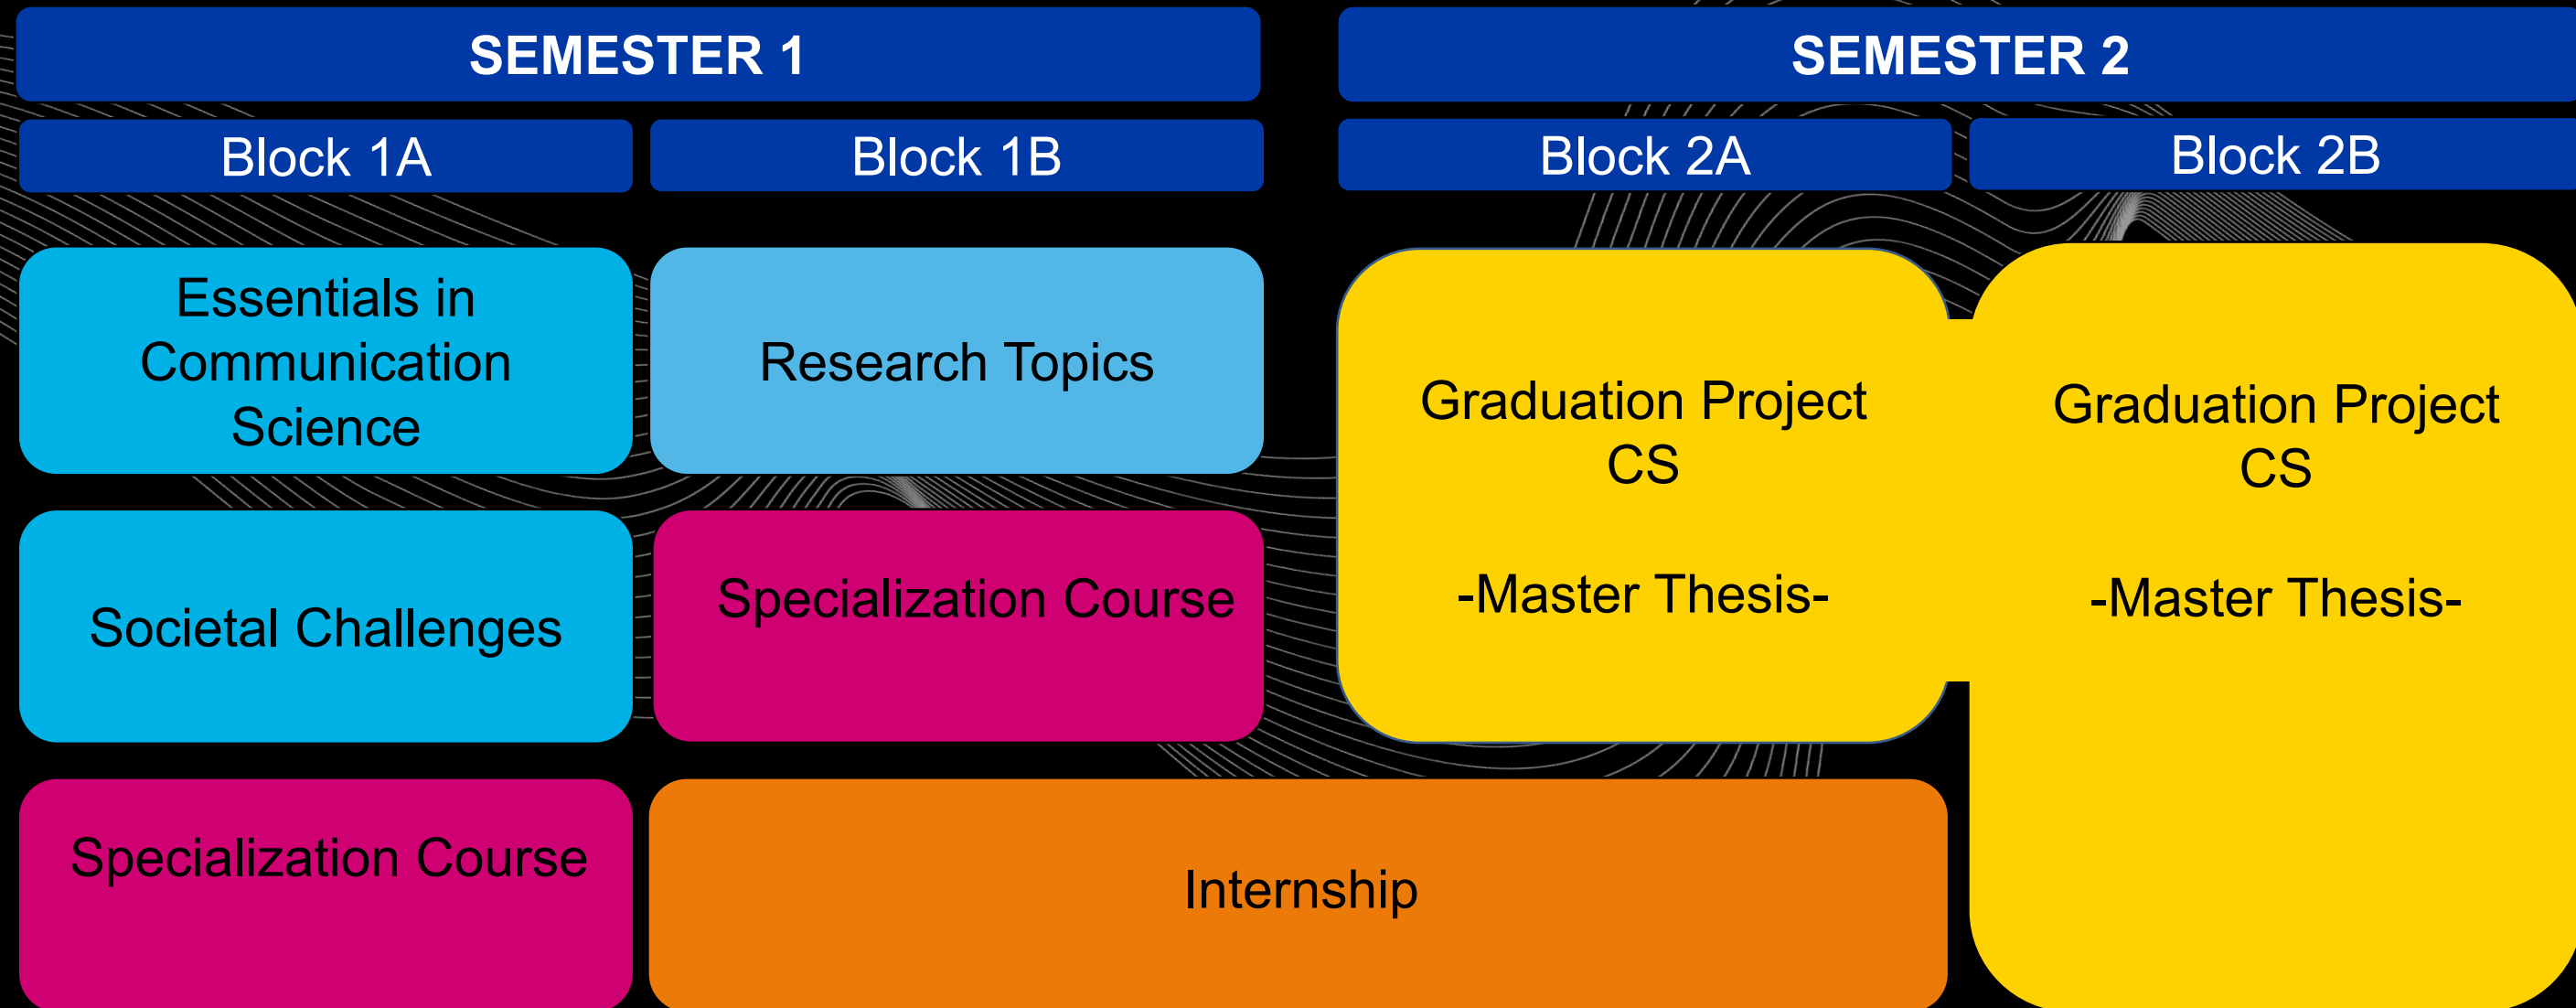 SEMESTER 1
SEMESTER 2
Block 1A
Block 1B
Block 2A
Block 2B
Essentials in
Communication
Science
Research Topics
Graduation Project
CS
-Master Thesis-
Graduation Project
CS
-Master Thesis-
Societal Challenges
Specialization Course
Specialization Course
Internship